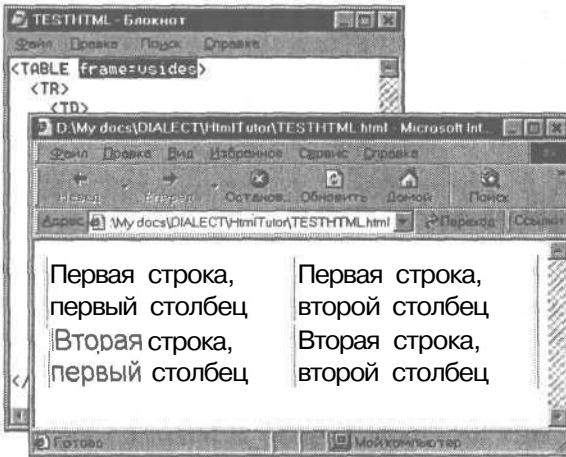 TESTHTML - Блокнот
Файл Правка Поиск Справка
<TABLE frame=vsides>
<TR>
<TD>
D:\My docs\DIALECT\HtmlTutor\TESTHTML.html - Microsoft Int...
Файл Правка Вид Избранное Сервис Справка
Назад Вперед Останов... Обновить Домой Поиск
Адрес \My docs\DIALECT\HtmlTutor\TESTHTML.html Переход Ссылки
Первая строка, Первая строка,
первый столбец второй столбец
Вторая строка, Вторая строка,
первый столбец второй столбец
</
Готово Мой компьютер